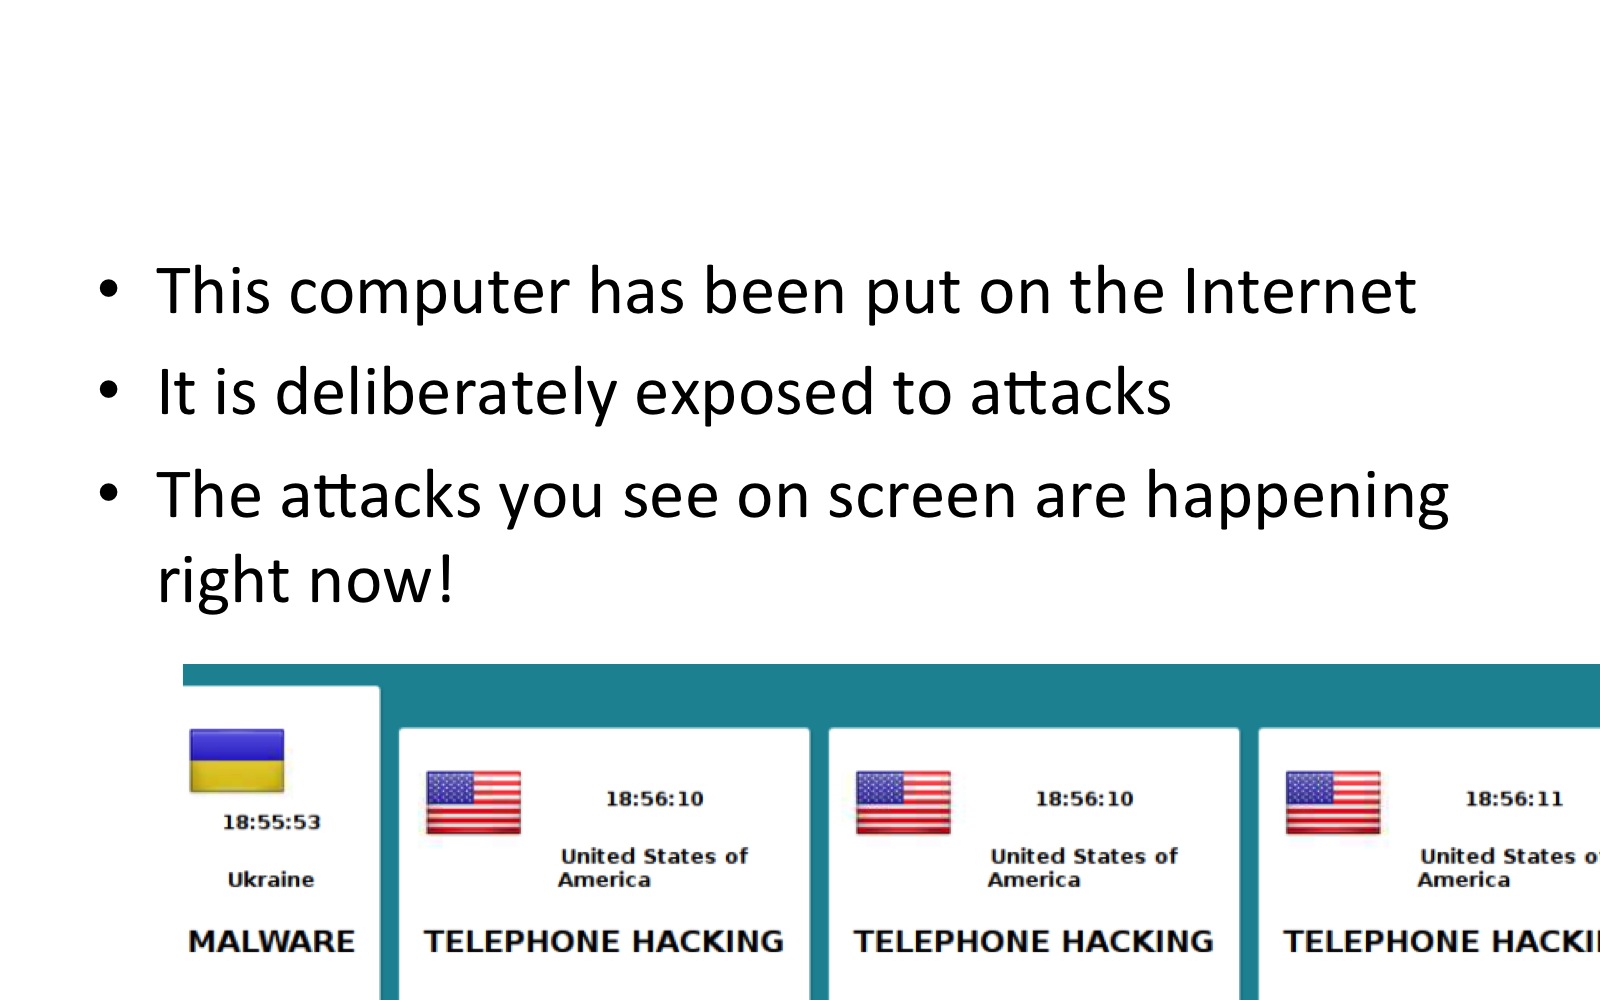 • This computer has been put on the Internet
• It is deliberately exposed to attacks
• The attacks you see on screen are happening
right now!
18:55:53
Ukraine
MALWARE
18:56:10
United States of
America
TELEPHONE HACKING
18:56:10
United States of
America
TELEPHONE HACKING
18:56:11
United States of
America
TELEPHONE HACKI